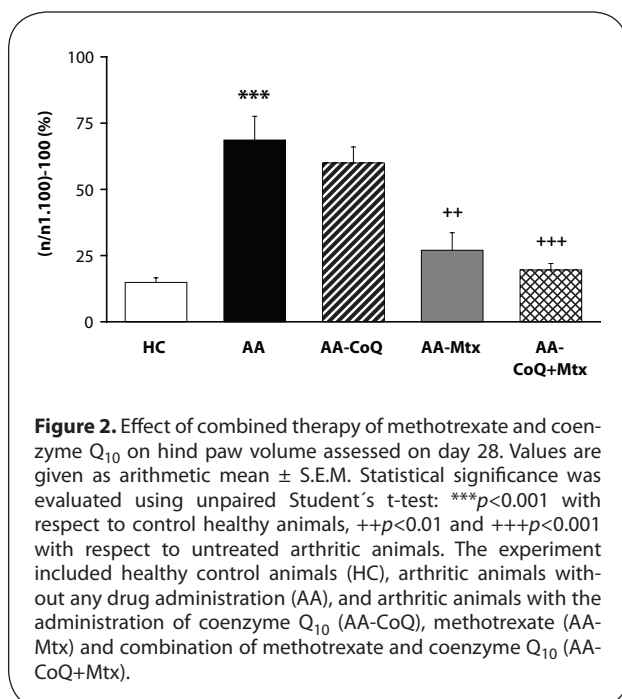 100
75
50
25
0
(n/n1.100)-100 (%)
***
++
+++
HC
AA
AA-CoQ
AA-Mtx
AA-
CoQ+Mtx
Figure 2. Effect of combined therapy of methotrexate and coen-
zyme Q10 on hind paw volume assessed on day 28. Values are
given as arithmetic mean ± S.E.M. Statistical significance was
evaluated using unpaired Student´s t-test: ***p<0.001 with
respect to control healthy animals, ++p<0.01 and +++p<0.001
with respect to untreated arthritic animals. The experiment
included healthy control animals (HC), arthritic animals with-
out any drug administration (AA), and arthritic animals with the
administration of coenzyme Q10 (AA-CoQ), methotrexate (AA-
Mtx) and combination of methotrexate and coenzyme Q10 (AA-
CoQ+Mtx).